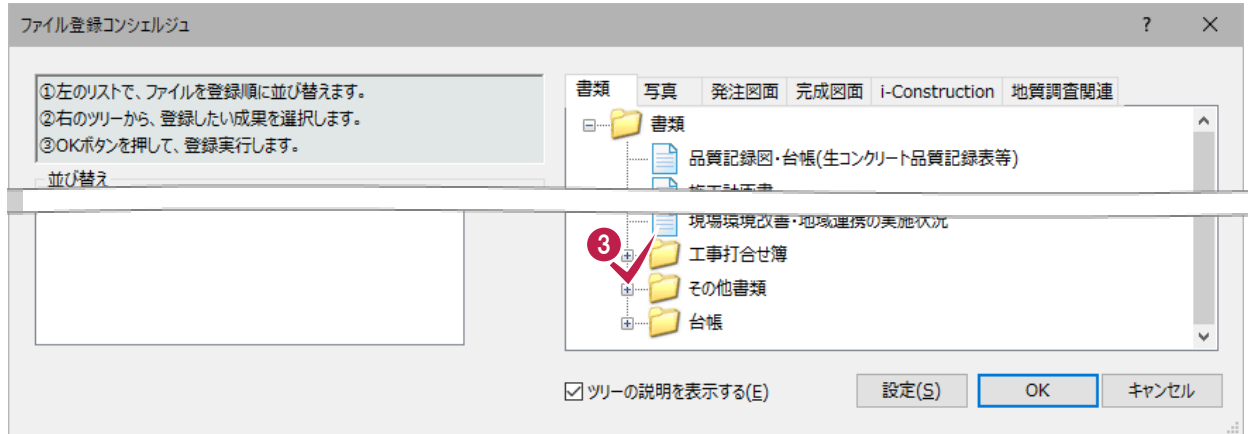 ファイル登録コンシェルジュ
①左のリストで、ファイルを登録順に並び替えます。
②右のツリーから、登録したい成果を選択します。
③OKボタンを押して、登録実行します。
並び替え
書類 写真 発注図面 完成図面 i-Construction 地質調査関連
書類
品質記録図・台帳(生コンクリート品質記録表等)
施工計画書
現場環境改善・地域連携の実施状況
3
工事打合せ簿
その他書類
台帳
ツリーの説明を表示する(E)
設定(S) OK キャンセル